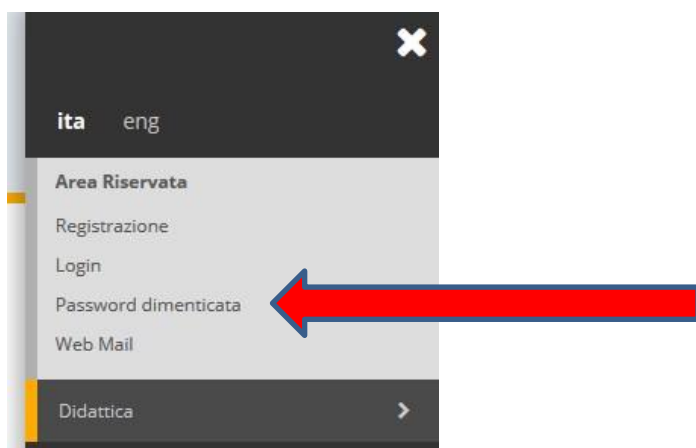 ita eng
Area Riservata
Registrazione
Login
Password dimenticata
Web Mail
Didattica